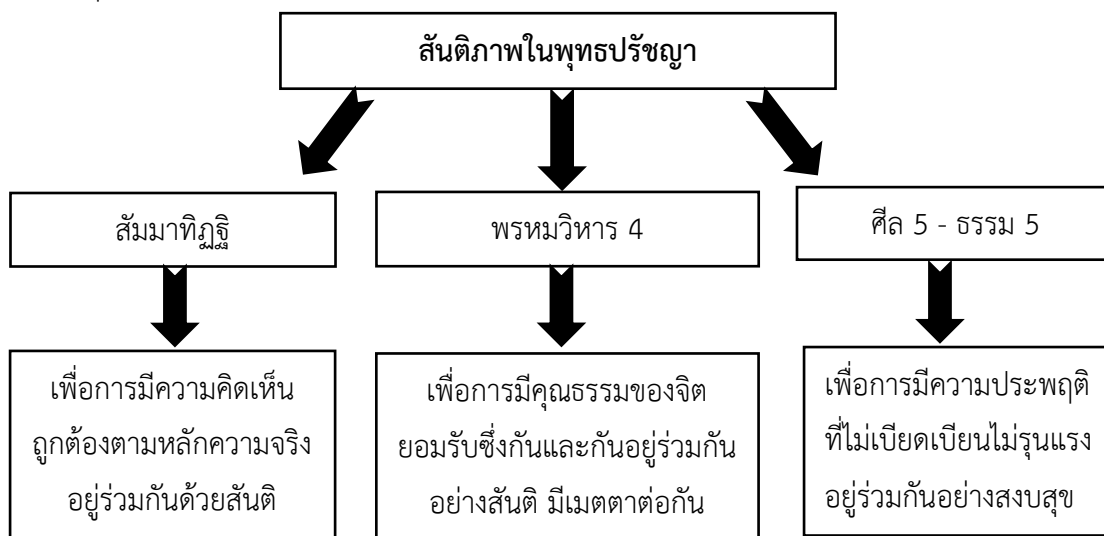 สันติภาพในพุทธปรัชญา
สัมมาทิฏฐิ
พรหมวิหาร 4
ศีล 5 - ธรรม 5
เพื่อการมีความคิดเห็น
ถูกต้องตามหลักความจริง
อยู่ร่วมกันด้วยสันติ
เพื่อการมีคุณธรรมของจิต
ยอมรับซึ่งกันและกันอยู่ร่วมกัน
อย่างสันติ มีเมตตาต่อกัน
เพื่อการมีความประพฤติ
ที่ไม่เบียดเบียนไม่รุนแรง
อยู่ร่วมกันอย่างสงบสุข